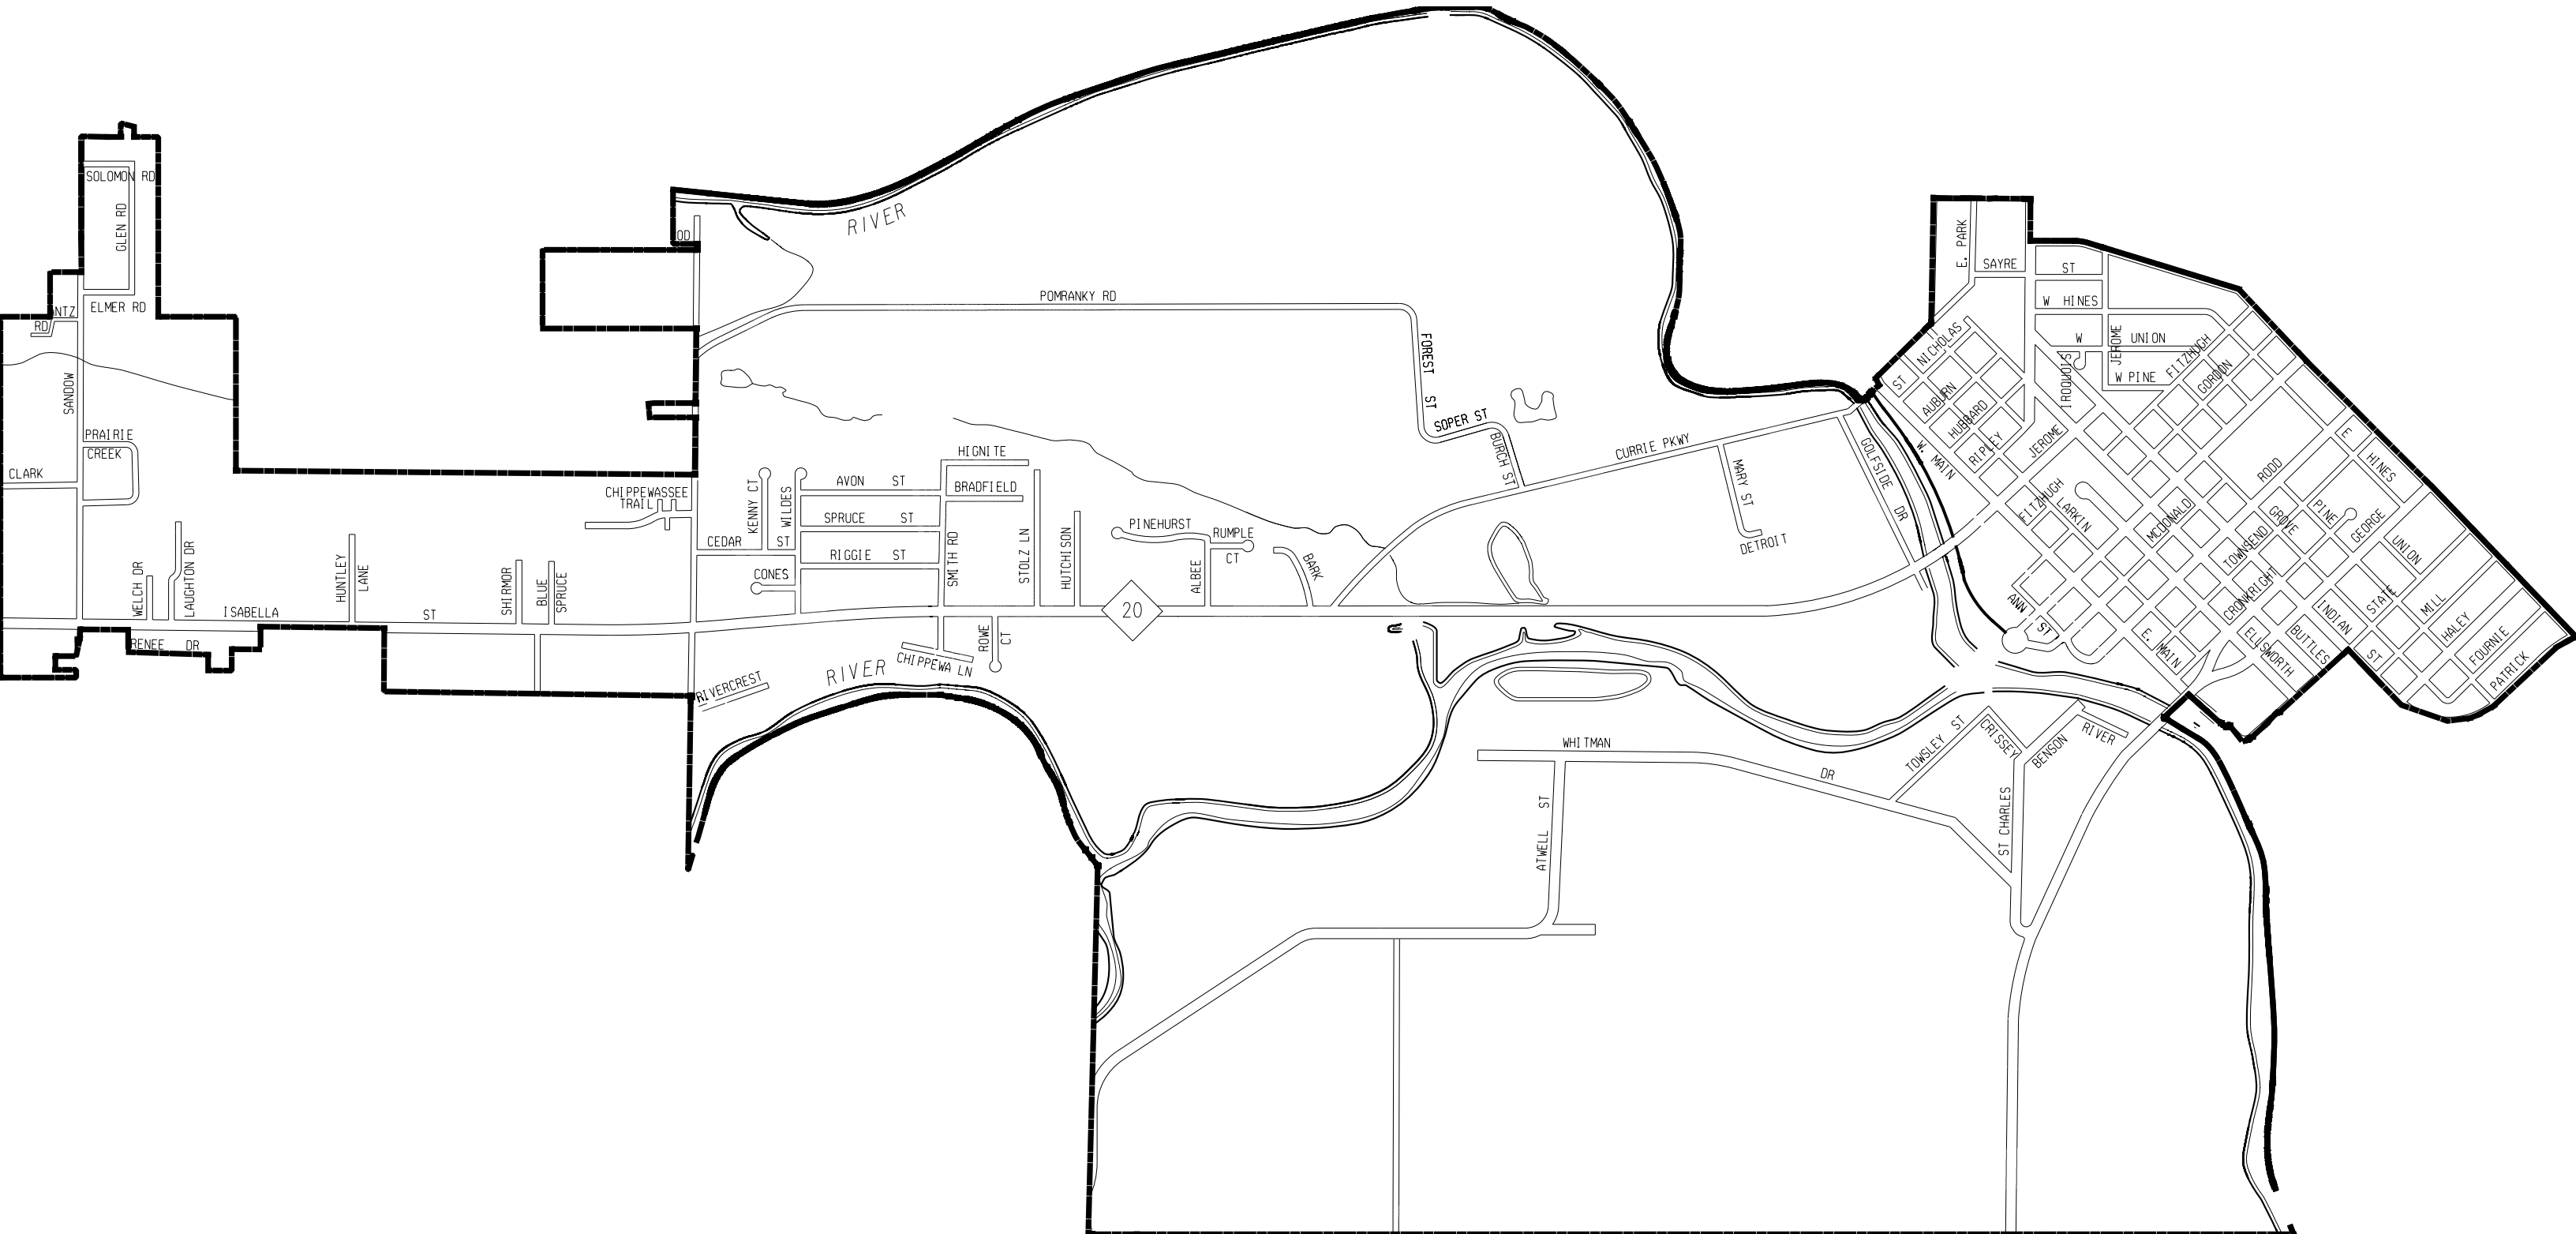 SOLOMON RD
GLEN RD
ELMER RD
NTZ
RD
SANDOW
PRAIRIE
CREEK
CLARK
WELCH DR
LAUGHTON DR
ISABELLA ST
HUNTLEY
LANE
RENEE DR
SHIRMOR
BLUE
SPRUCE
CHIPPEWASSEE
TRAIL
OD
RIVER
POMRANKY RD
KENNY CT
WILDES
CEDAR ST
CONES
AVON ST
SPRUCE ST
RIGGIE ST
HIGNITE
BRADFIELD
SMITH RD
STOLZ LN
HUTCHISON
PINEHURST
RUMPLE
CT
ALBEE
BARK
20
ROWE
CT
CHIPPEWA LN
RIVER
RIVERCREST
FOREST ST
SOPER ST
BURCH ST
CURRIE PKWY
MARY ST
DETROIT
GOLFSIDE DR
WHITMAN DR
ATWELL ST
TOWSLEY ST
CRISSEY
BENSON
RIVER
ST CHARLES
E. PARK
SAYRE ST
W HINES
W UNION
JEROME
IROQUOIS
W PINE
FITZHUGH
GORDON
NICHOLAS
ST
AUBURN
HUBBARD
RIPLEY
JEROME
W. MAIN
FITZHUGH
LARKIN
MCDONALD
RODD
E HINES
GROVE
PINE
GEORGE
UNION
TOWNSEND
CRONKRIGHT
INDIAN ST
STATE
MILL
HALEY
FOURNIE
PATRICK
BUTTLES
ELLSWORTH
E. MAIN
ANN ST